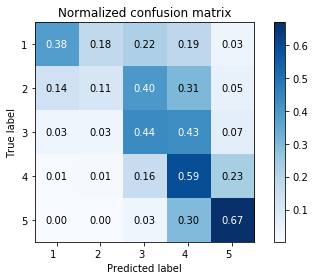 Normalized confusion matrix
1 0.38 0.18 0.22 0.19 0.03
2 0.14 0.11 0.40 0.31 0.05
3 0.03 0.03 0.44 0.43 0.07
4 0.01 0.01 0.16 0.59 0.23
5 0.00 0.00 0.03 0.30 0.67
1 2 3 4 5
True label
Predicted label
0.6
0.5
0.4
0.3
0.2
0.1